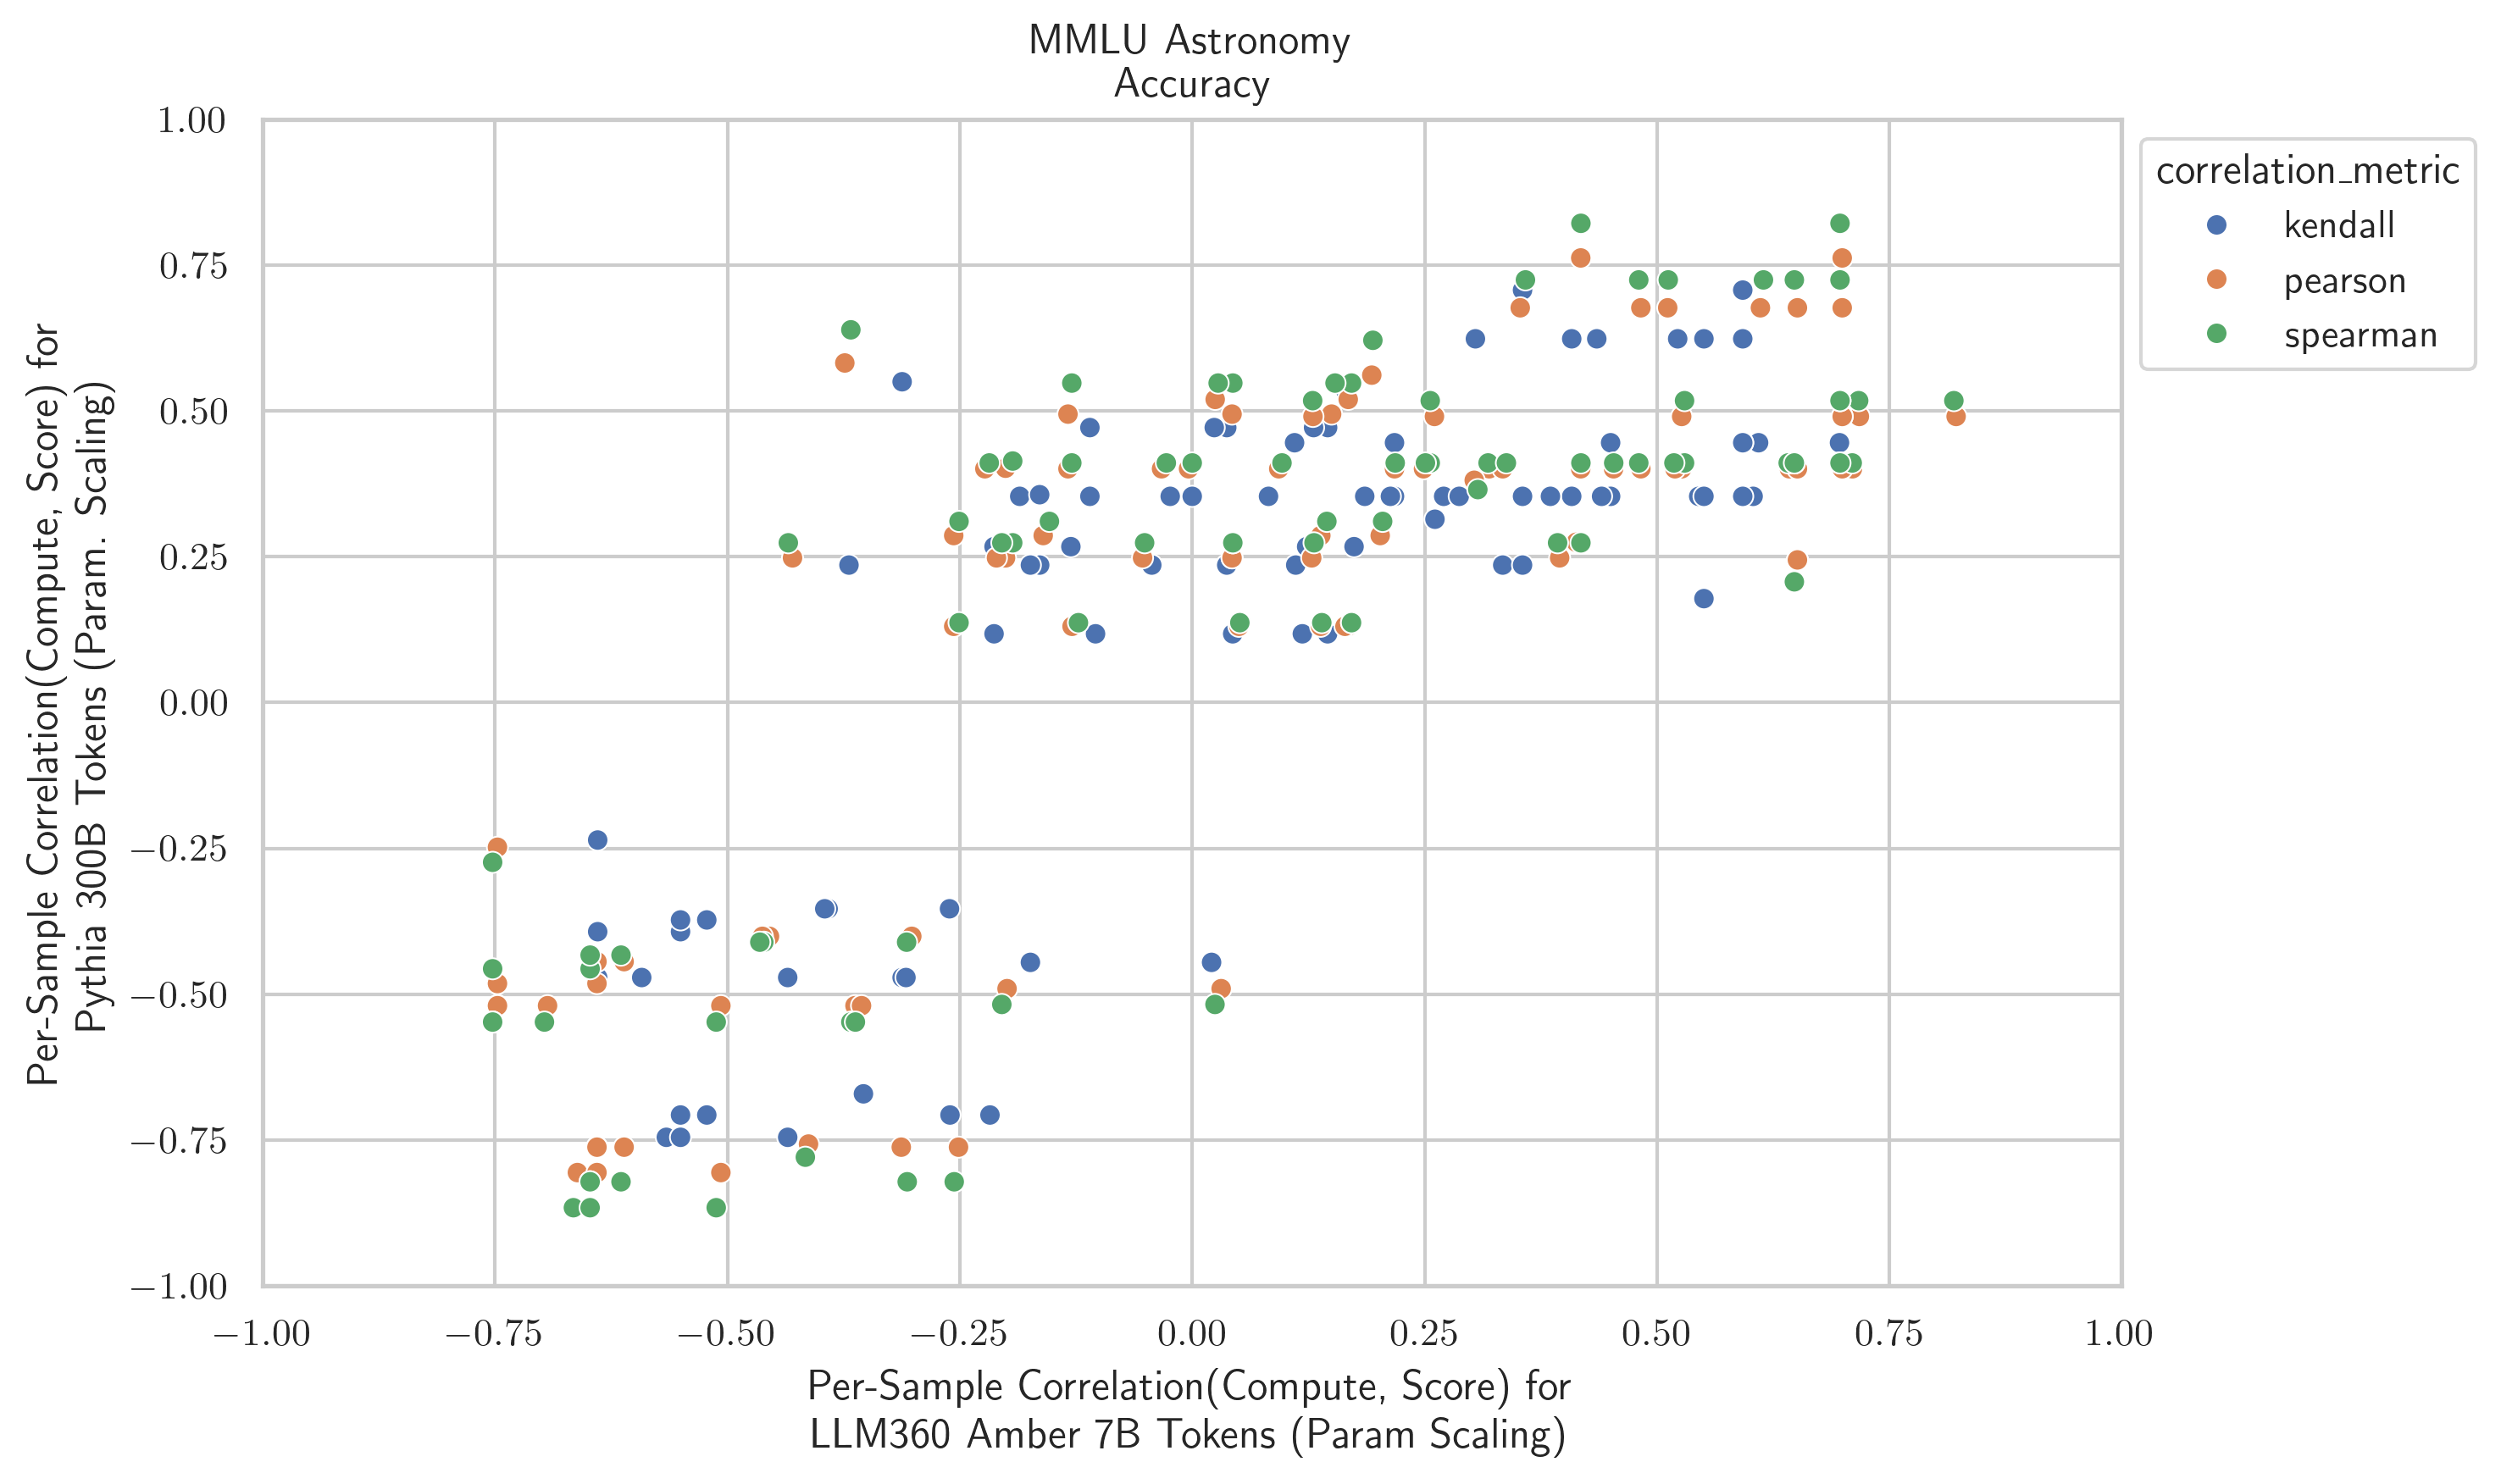 MMLU Astronomy
Accuracy
Per-Sample Correlation(Compute, Score) for
Pythia 300B Tokens (Param. Scaling)
1.00
0.75
0.50
0.25
0.00
−0.25
−0.50
−0.75
−1.00
−1.00
−0.75
−0.50
−0.25
0.00
0.25
0.50
0.75
1.00
Per-Sample Correlation(Compute, Score) for
LLM360 Amber 7B Tokens (Param Scaling)
correlation_metric
kendall
pearson
spearman